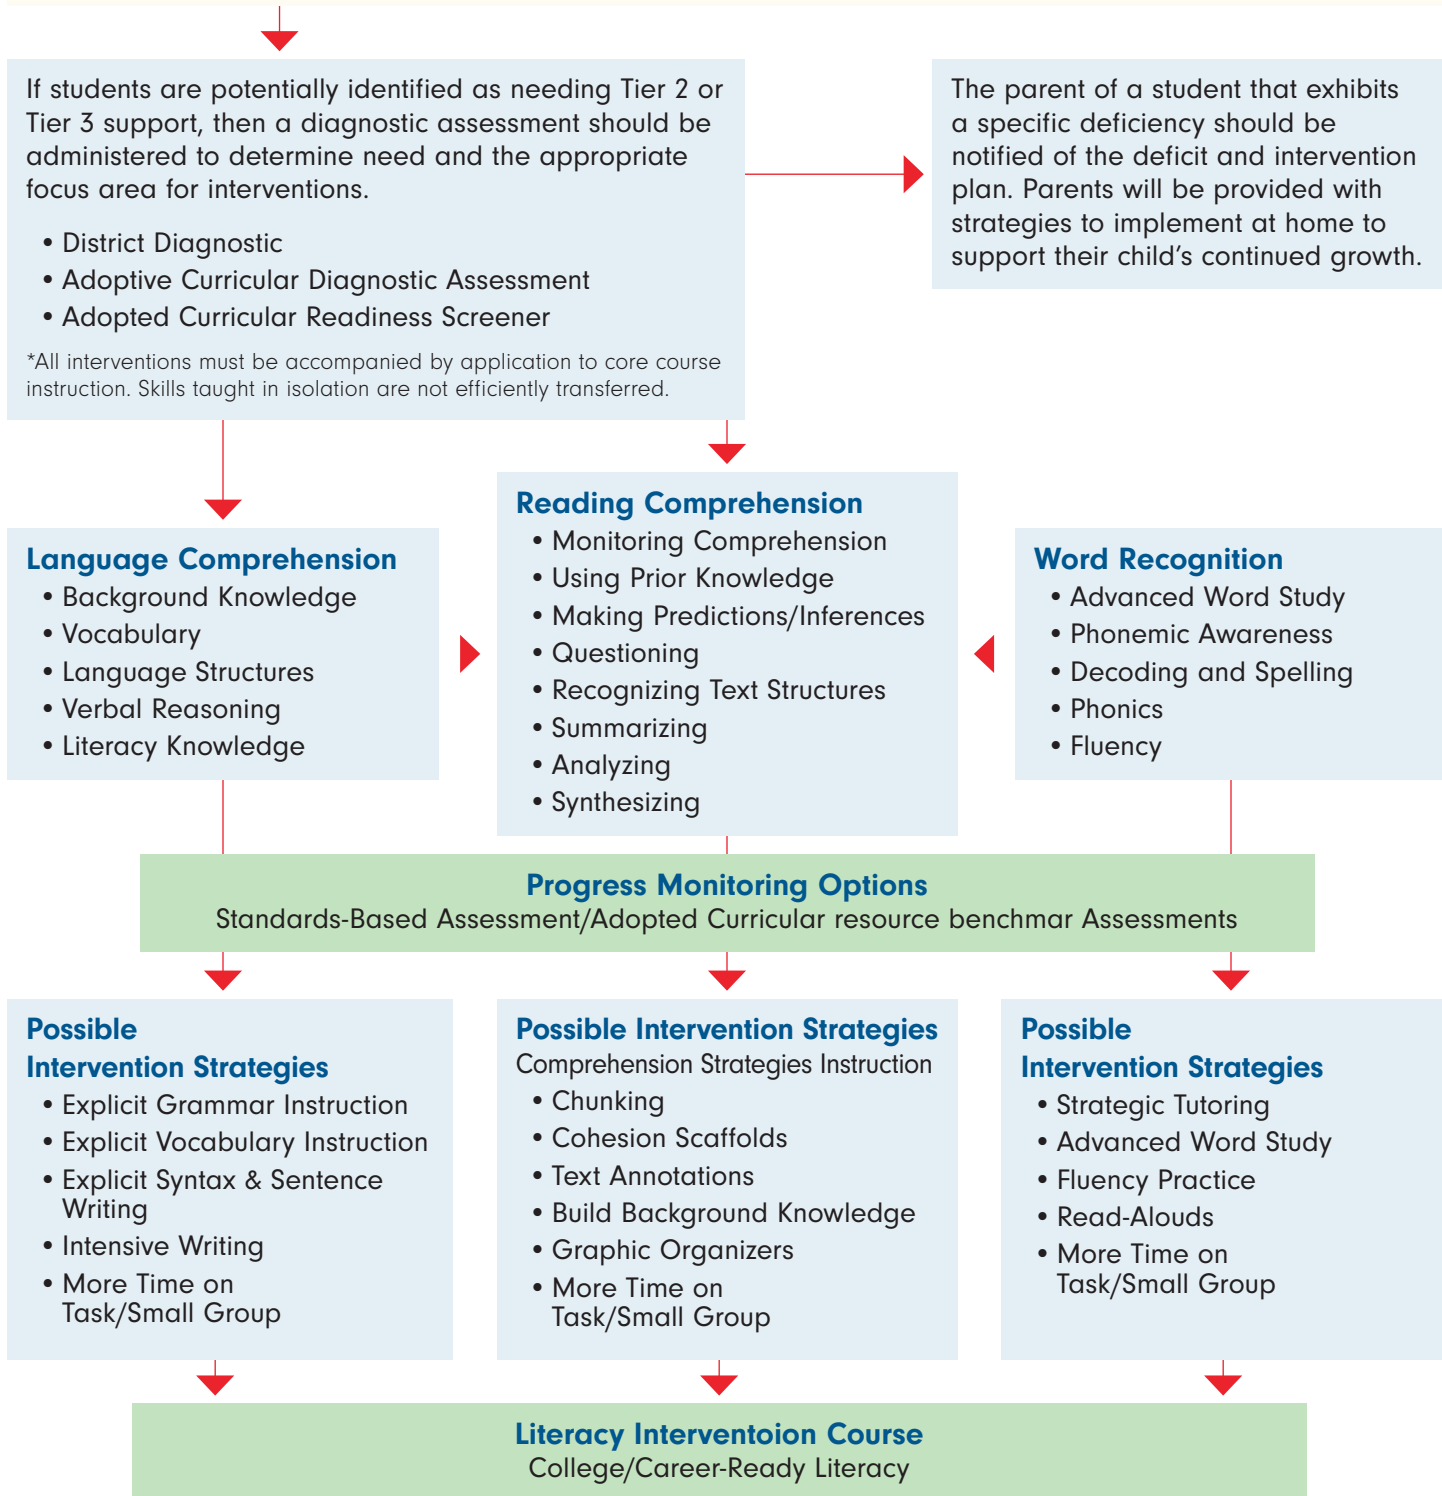 If students are potentially identified as needing Tier 2 or
Tier 3 support, then a diagnostic assessment should be
administered to determine need and the appropriate
focus area for interventions.
• District Diagnostic
• Adoptive Curricular Diagnostic Assessment
• Adopted Curricular Readiness Screener
*All interventions must be accompanied by application to core course
instruction. Skills taught in isolation are not efficiently transferred.
The parent of a student that exhibits
a specific deficiency should be
notified of the deficit and intervention
plan. Parents will be provided with
strategies to implement at home to
support their child’s continued growth.
Language Comprehension
• Background Knowledge
• Vocabulary
• Language Structures
• Verbal Reasoning
• Literacy Knowledge
Reading Comprehension
• Monitoring Comprehension
• Using Prior Knowledge
• Making Predictions/Inferences
• Questioning
• Recognizing Text Structures
• Summarizing
• Analyzing
• Synthesizing
Word Recognition
• Advanced Word Study
• Phonemic Awareness
• Decoding and Spelling
• Phonics
• Fluency
Progress Monitoring Options
Standards-Based Assessment/Adopted Curricular resource benchmar Assessments
Possible
Intervention Strategies
• Explicit Grammar Instruction
• Explicit Vocabulary Instruction
• Explicit Syntax & Sentence
Writing
• Intensive Writing
• More Time on
Task/Small Group
Possible Intervention Strategies
Comprehension Strategies Instruction
• Chunking
• Cohesion Scaffolds
• Text Annotations
• Build Background Knowledge
• Graphic Organizers
• More Time on
Task/Small Group
Possible
Intervention Strategies
• Strategic Tutoring
• Advanced Word Study
• Fluency Practice
• Read-Alouds
• More Time on
Task/Small Group
Literacy Interventoion Course
College/Career-Ready Literacy